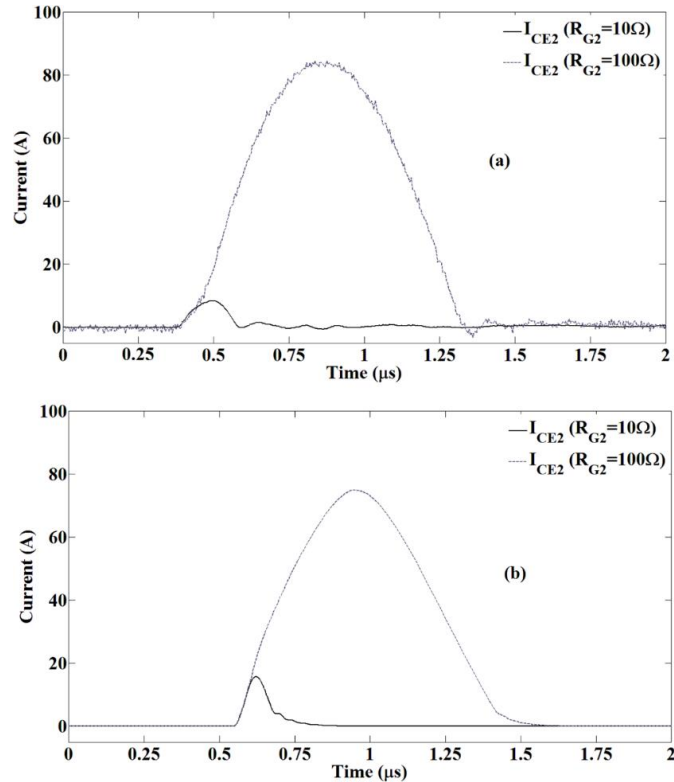 100
80
60
40
20
0
Current (A)
I_CE2 (R_G2=10Ω)
I_CE2 (R_G2=100Ω)
(a)
0 0.25 0.5 0.75 1 1.25 1.5 1.75 2
Time (μs)
100
80
60
40
20
0
Current (A)
I_CE2 (R_G2=10Ω)
I_CE2 (R_G2=100Ω)
(b)
0 0.25 0.5 0.75 1 1.25 1.5 1.75 2
Time (μs)